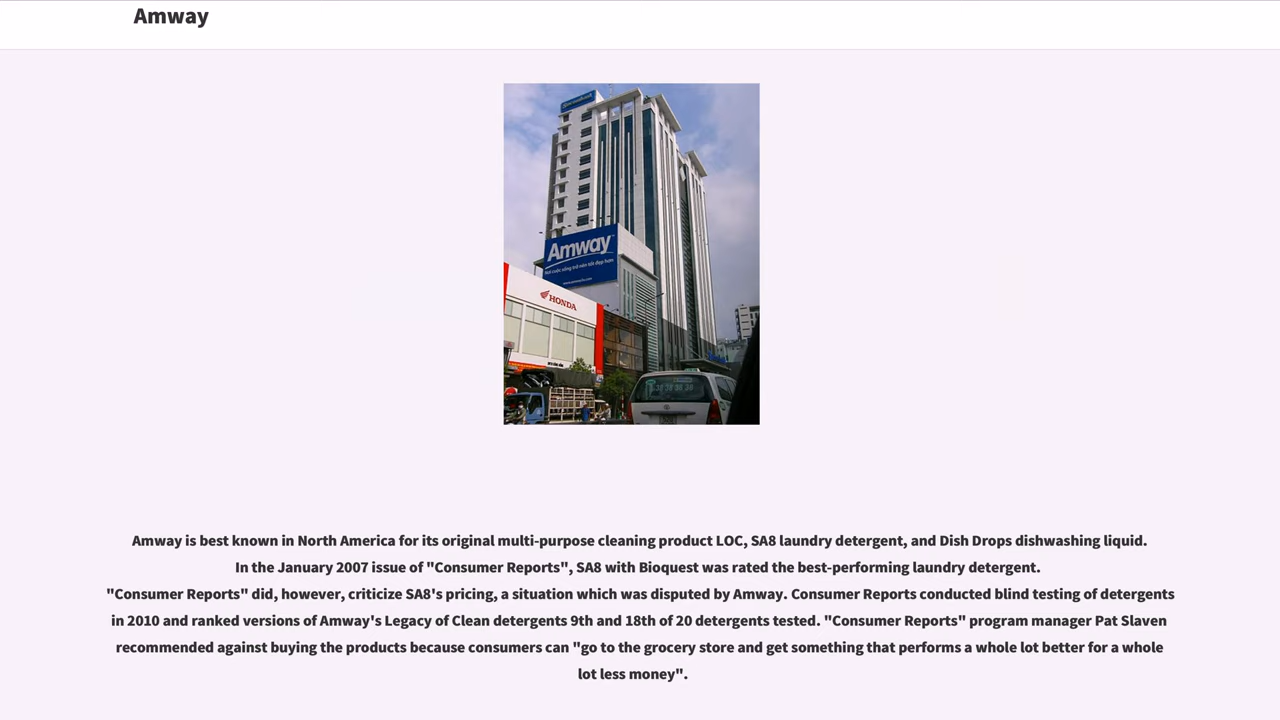 Amway
Amway
HONDA
Amway is best known in North America for its original multi-purpose cleaning product LOC, SA8 laundry detergent, and Dish Drops dishwashing liquid.
In the January 2007 issue of "Consumer Reports", SA8 with Bioquest was rated the best-performing laundry detergent.
"Consumer Reports" did, however, criticize SA8's pricing, a situation which was disputed by Amway. Consumer Reports conducted blind testing of detergents
in 2010 and ranked versions of Amway's Legacy of Clean detergents 9th and 18th of 20 detergents tested. "Consumer Reports" program manager Pat Slaven
recommended against buying the products because consumers can "go to the grocery store and get something that performs a whole lot better for a whole
lot less money".